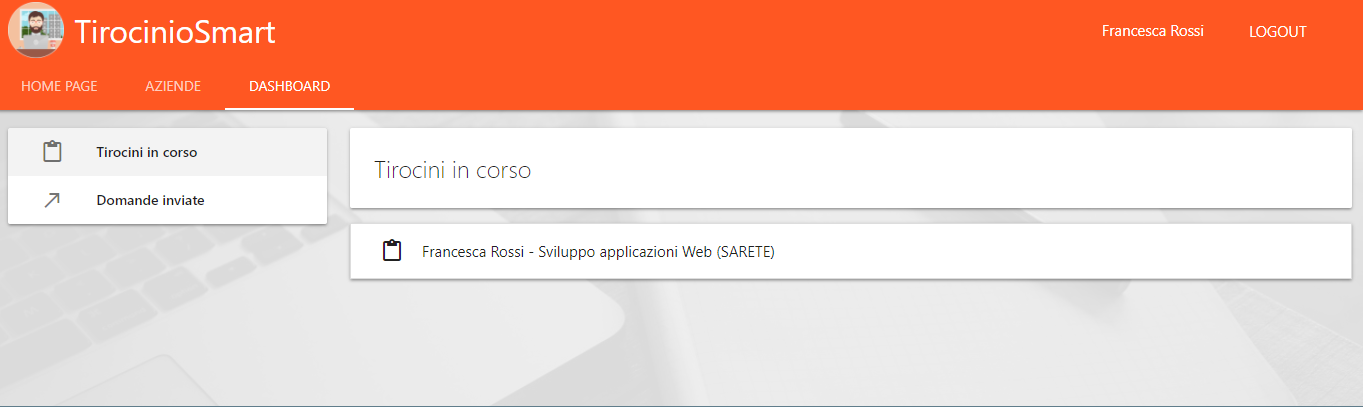 TirocinioSmart
Francesca Rossi
LOGOUT
HOME PAGE
AZIENDE
DASHBOARD
Tirocini in corso
Domande inviate
Tirocini in corso
Francesca Rossi - Sviluppo applicazioni Web (SARETE)